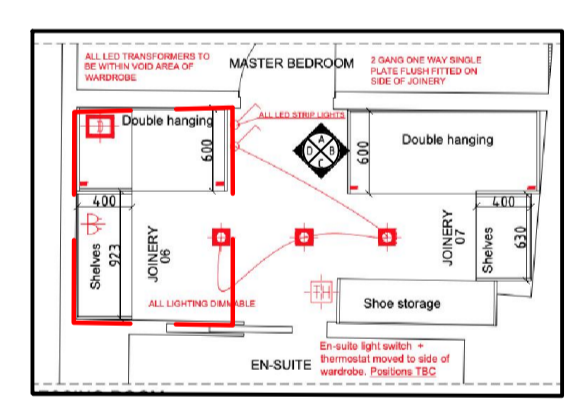 ALL LED TRANSFORMERS TO
BE WITHIN VOID AREA OF
WARDROBE
MASTER BEDROOM
2 GANG ONE WAY SINGLE
PLATE FLUSH FITTED ON
SIDE OF JOINERY
ALL LED STRIP LIGHTS
Double hanging
600
A
D
B
C
600
Double hanging
400
400
Shelves
923
JOINERY
06
JOINERY
07
Shelves
630
TH
Shoe storage
ALL LIGHTING DIMMABLE
EN-SUITE
En-suite light switch +
thermostat moved to side of
wardrobe. Positions TBC